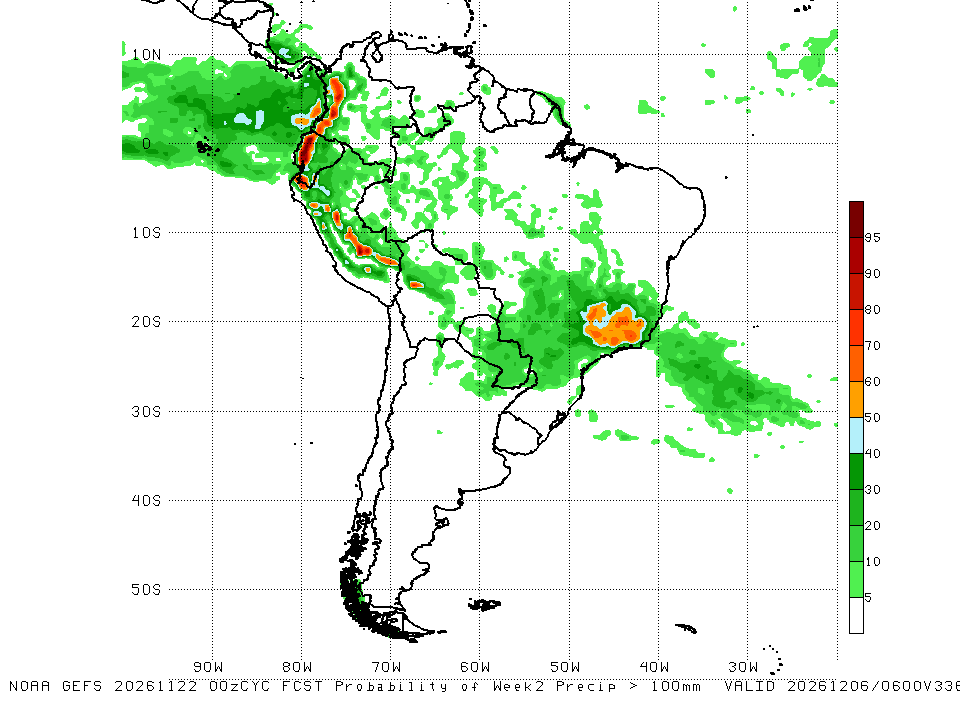 10N
0
10S
20S
30S
40S
50S
95
90
80
70
60
50
40
30
20
10
5
90W 80W 70W 60W 50W 40W 30W
NOAA GEFS 20261122 00zCYC FCST Probability of Week2 Precip > 100mm VALID 20261206/0600V336